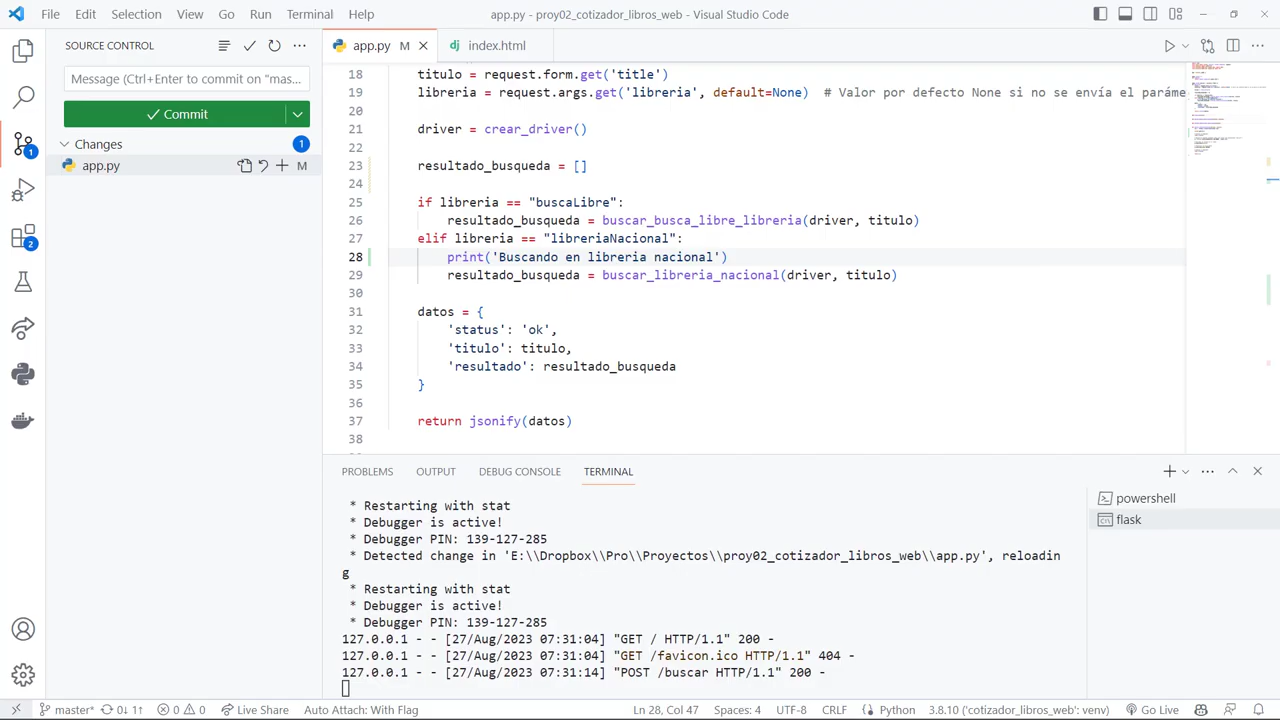 File Edit Selection View Go Run Terminal Help
app.py - proy02_cotizador_libros_web - Visual Studio Code
SOURCE CONTROL
app.py M
index.html
Message (Ctrl+Enter to commit on "mas...
Commit
Changes 1
app.py M
1
2
18 titulo = request.form.get('title')
19 libreria = request.args.get('libreria', default=None) Valor por defecto None si no se envió el paráme
20
21 driver = crear_driver()
22
23 resultado_busqueda = []
24
25 if libreria == "buscaLibre":
26 resultado_busqueda = buscar_busca_libre_libreria(driver, titulo)
27 elif libreria == "libreriaNacional":
28 print('Buscando en libreria nacional')
29 resultado_busqueda = buscar_libreria_nacional(driver, titulo)
30
31 datos = {
32 'status': 'ok',
33 'titulo': titulo,
34 'resultado': resultado_busqueda
35 }
36
37 return jsonify(datos)
38
PROBLEMS OUTPUT DEBUG CONSOLE TERMINAL
powershell
flask
* Restarting with stat
* Debugger is active!
* Debugger PIN: 139-127-285
* Detected change in 'E:\\Dropbox\\Pro\\Proyectos\\proy02_cotizador_libros_web\\app.py', reloadin
g
* Restarting with stat
* Debugger is active!
* Debugger PIN: 139-127-285
127.0.0.1 - - [27/Aug/2023 07:31:04] "GET / HTTP/1.1" 200 -
127.0.0.1 - - [27/Aug/2023 07:31:04] "GET /favicon.ico HTTP/1.1" 404 -
127.0.0.1 - - [27/Aug/2023 07:31:14] "POST /buscar HTTP/1.1" 200 -
master* 0↓ 1↑ 0 0 Live Share Auto Attach: With Flag Ln 28, Col 47 Spaces: 4 UTF-8 CRLF Python 3.8.10 ('cotizador_libros_web': venv) Go Live